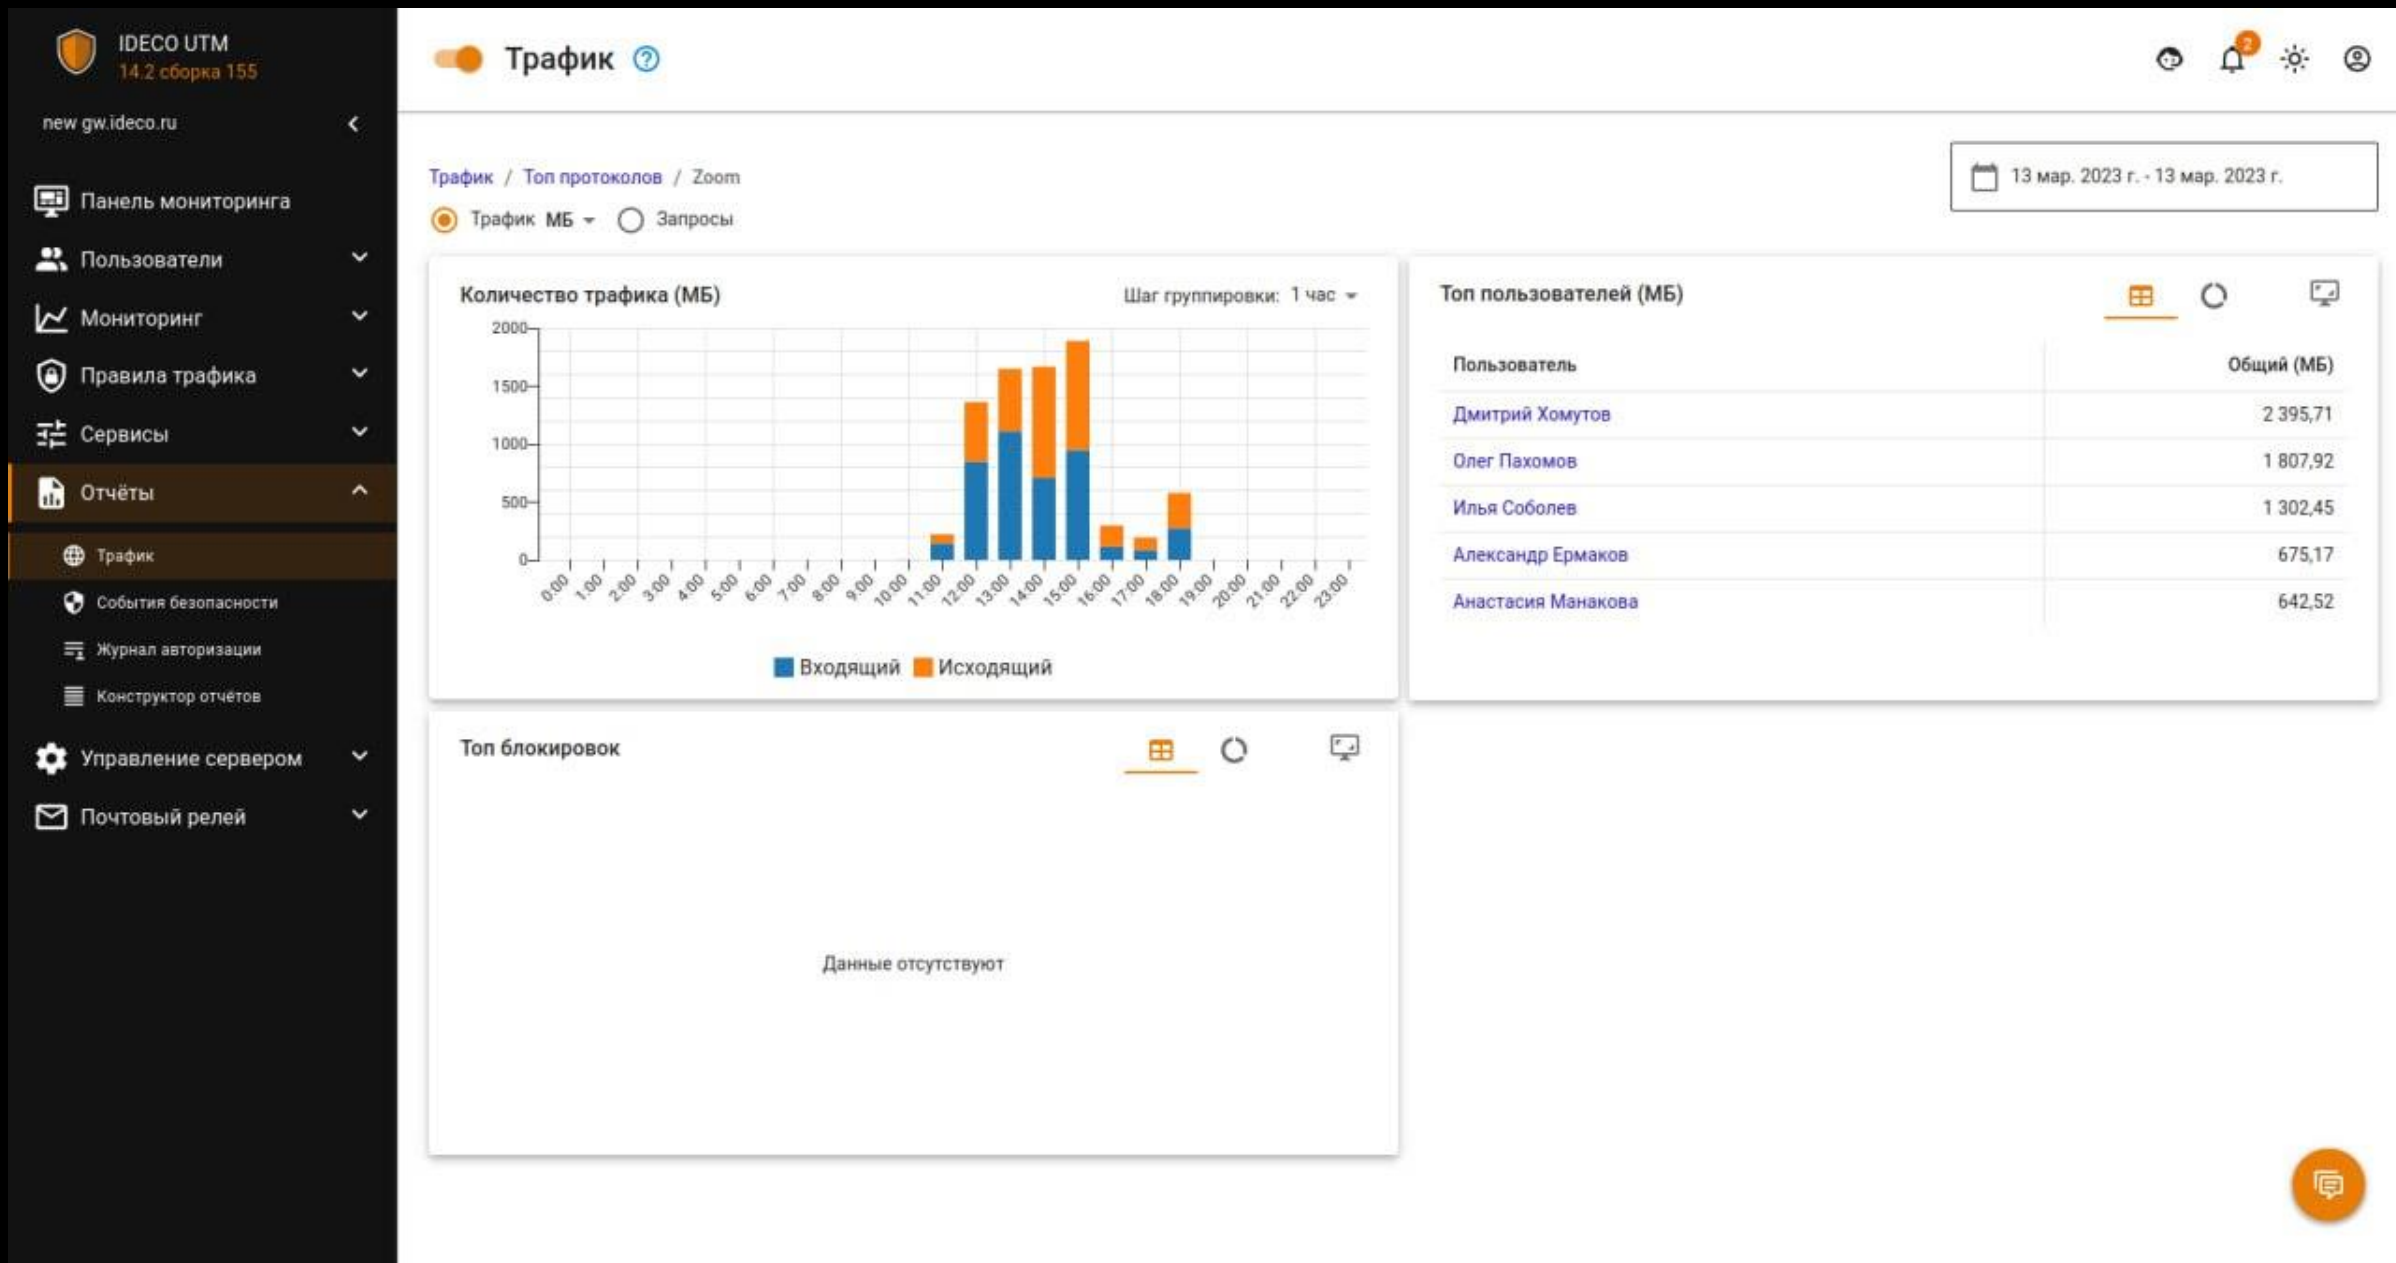 IDECO UTM
14.2 сборка 155
new gw.ideco.ru
Панель мониторинга
Пользователи
Мониторинг
Правила трафика
Сервисы
Отчёты
Трафик
События безопасности
Журнал авторизации
Конструктор отчётов
Управление сервером
Почтовый релей
Трафик
2
Трафик / Топ протоколов / Zoom
13 мар. 2023 г. - 13 мар. 2023 г.
Трафик МБ Запросы
Количество трафика (МБ)
Шаг группировки: 1 час
2000
1500
1000
500
0
0:00 1:00 2:00 3:00 4:00 5:00 6:00 7:00 8:00 9:00 10:00 11:00 12:00 13:00 14:00 15:00 16:00 17:00 18:00 19:00 20:00 21:00 22:00 23:00
Входящий Исходящий
Топ пользователей (МБ)
Пользователь Общий (МБ)
Дмитрий Хомутов 2 395,71
Олег Пахомов 1 807,92
Илья Соболев 1 302,45
Александр Ермаков 675,17
Анастасия Манакова 642,52
Топ блокировок
Данные отсутствуют